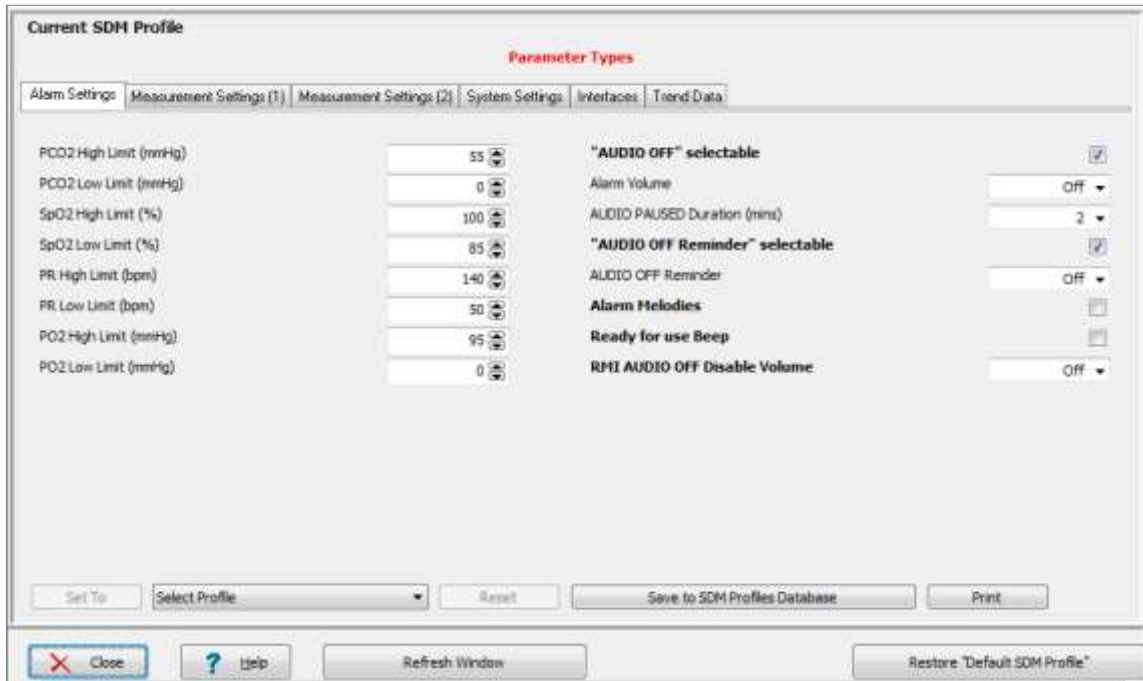 Current SDM Profile
Parameter Types
Alarm Settings Measurement Settings (1) Measurement Settings (2) System Settings Interfaces Trend Data
PCO2 High Limit (mmHg) 55 "AUDIO OFF" selectable
PCO2 Low Limit (mmHg) 0 Alarm Volume Off
SpO2 High Limit (%) 100 AUDIO PAUSED Duration (mins) 2
SpO2 Low Limit (%) 85 "AUDIO OFF Reminder" selectable
PR High Limit (bpm) 140 AUDIO OFF Reminder Off
PR Low Limit (bpm) 50 Alarm Melodies
PO2 High Limit (mmHg) 95 Ready for use Beep
PO2 Low Limit (mmHg) 0 RMI AUDIO OFF Disable Volume Off
Set To Select Profile Reset Save to SDM Profiles Database Print
Close Help Refresh Window Restore "Default SDM Profile"